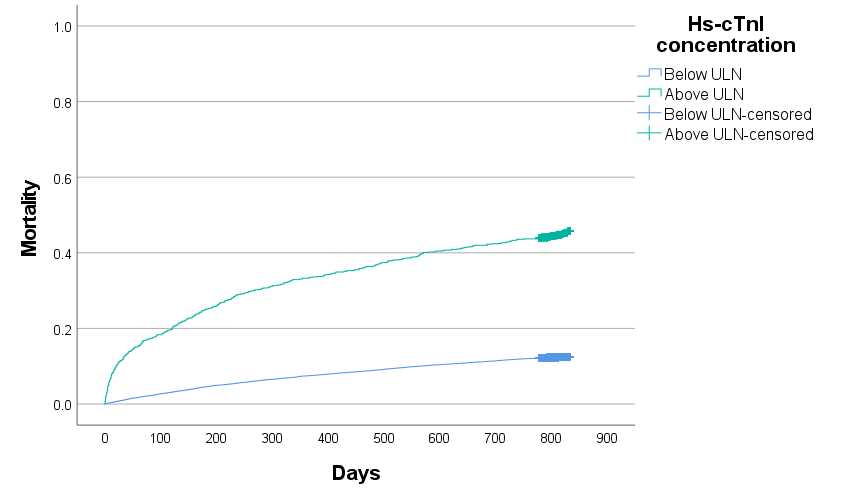 Hs-cTnI
concentration
Below ULN
Above ULN
Below ULN-censored
Above ULN-censored
Mortality
1.0
0.8
0.6
0.4
0.2
0.0
0 100 200 300 400 500 600 700 800 900
Days